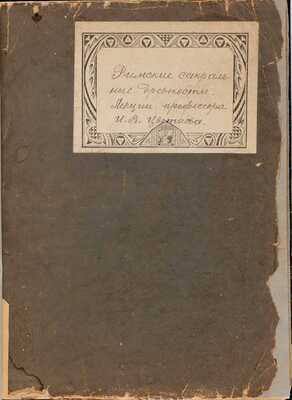 Римские сакраль-
ные древности.
Лекции профессора
И. В. Цветаева.